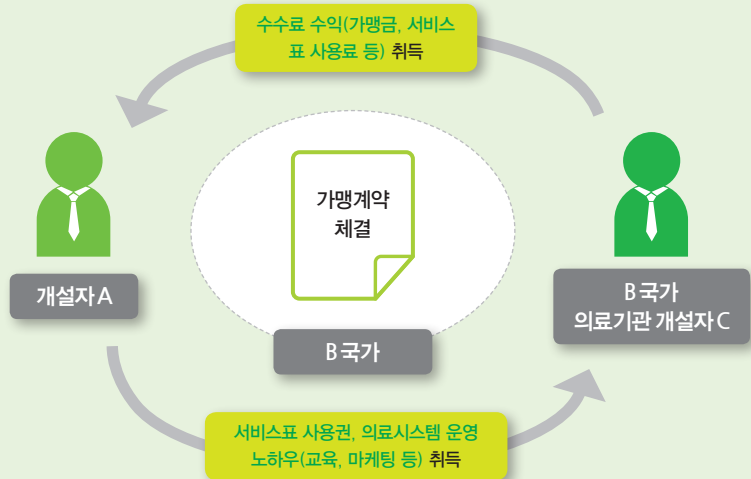 수수료 수익(가맹금, 서비스
표 사용료 등) 취득
가맹계약
체결
개설자 A
B 국가
의료기관 개설자 C
B 국가
서비스표 사용권, 의료시스템 운영
노하우(교육, 마케팅 등) 취득